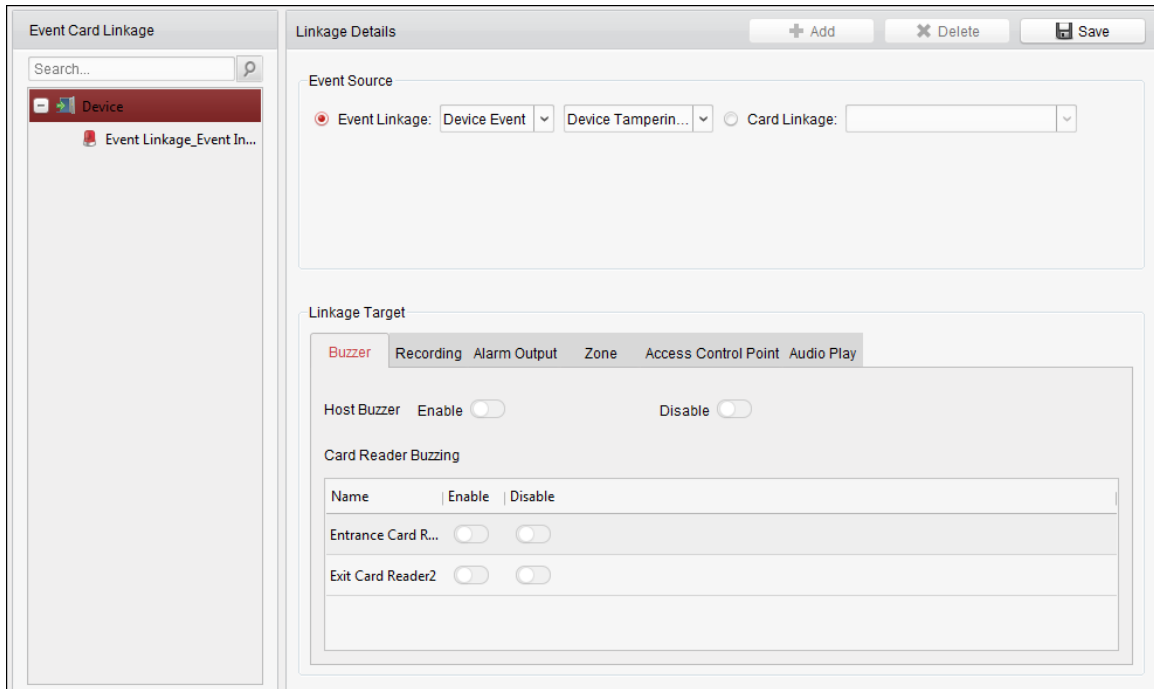 Event Card Linkage
Search...
Device
Event Linkage_Event In...
Linkage Details
Add
Delete
Save
Event Source
Event Linkage: Device Event Device Tamperin... Card Linkage:
Linkage Target
Buzzer Recording Alarm Output Zone Access Control Point Audio Play
Host Buzzer Enable Disable
Card Reader Buzzing
Name Enable Disable
Entrance Card R...
Exit Card Reader2